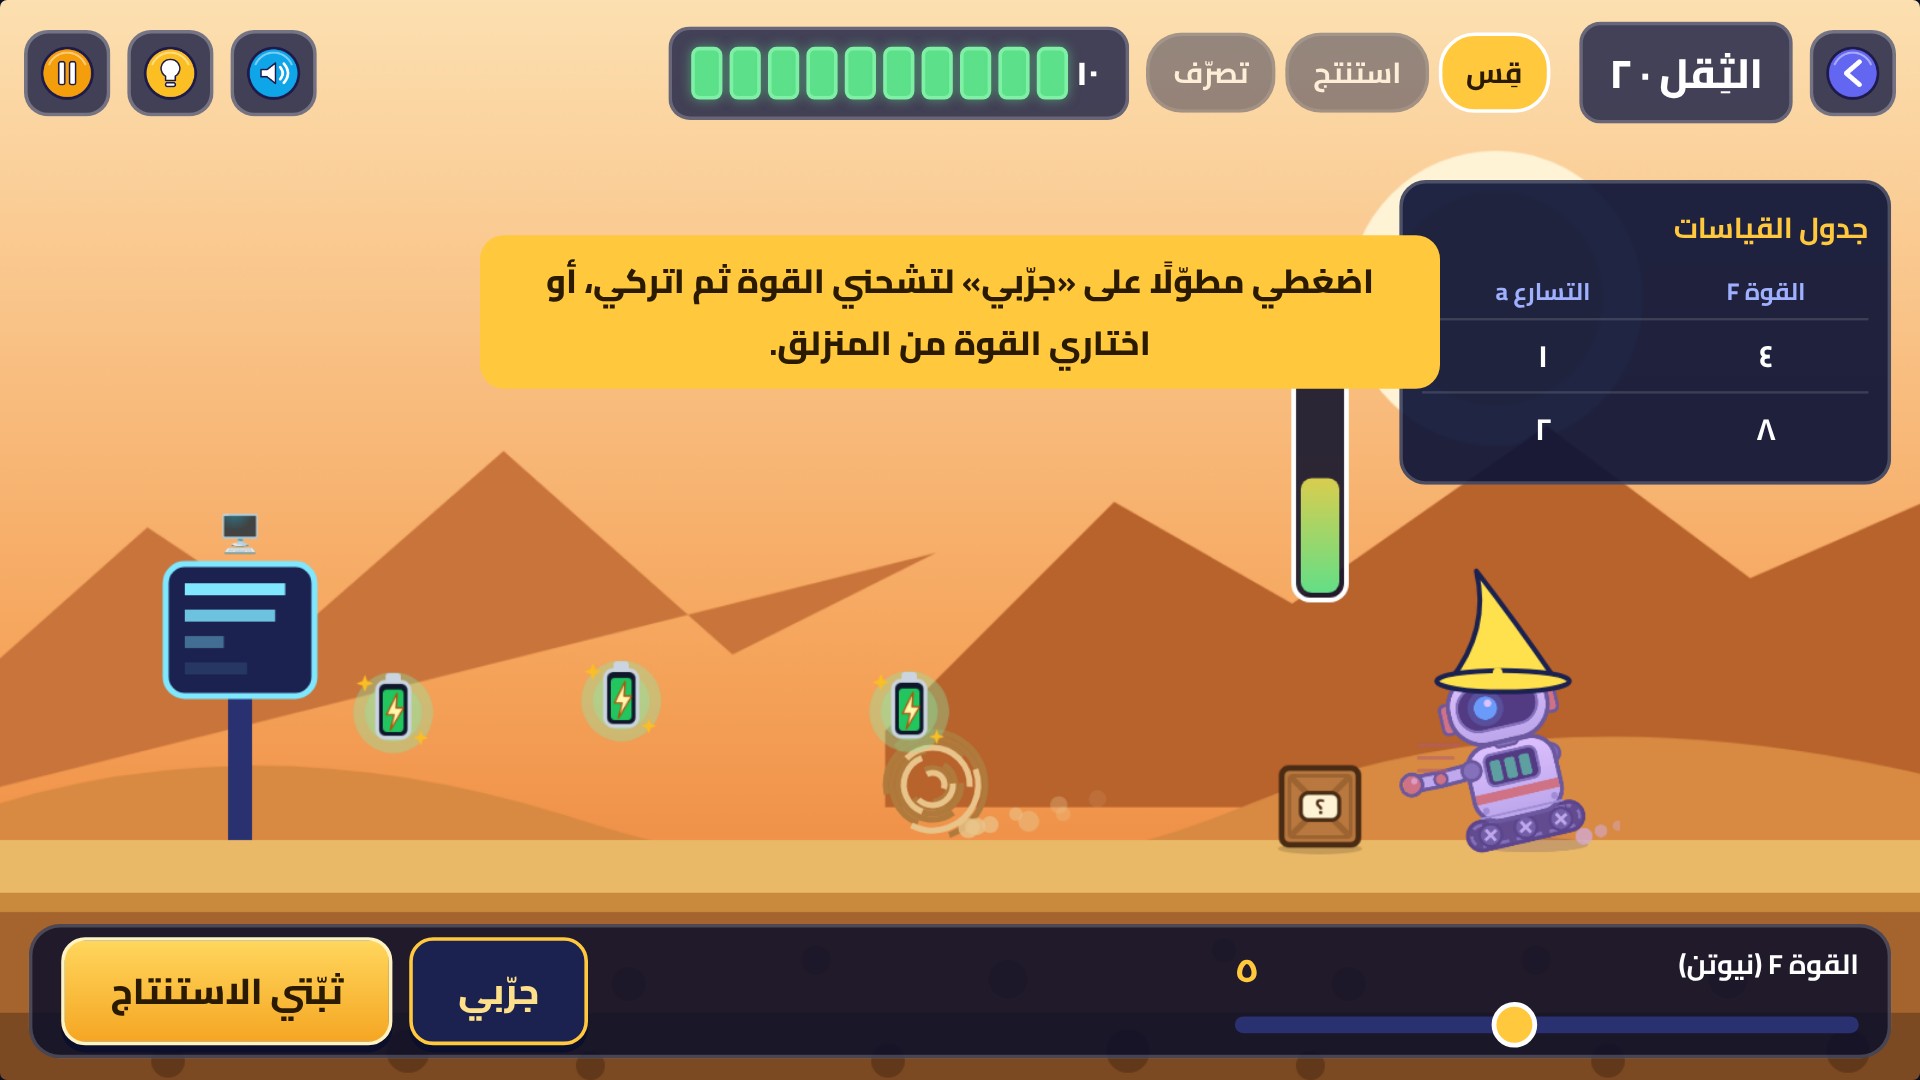 الثِقل ٢٠
قِس
استنتج
تصرّف
١٠
جدول القياسات
القوة F
التسارع a
٤
١
٨
٢
اضغطي مطوّلًا على «جرّبي» لتشحني القوة ثم اتركي، أو
اختاري القوة من المنزلق.
؟
القوة F (نيوتن)
٥
جرّبي
ثبّتي الاستنتاج